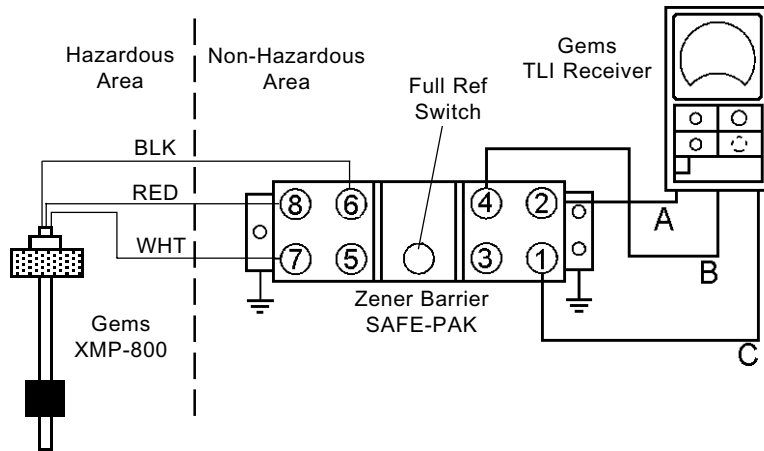 Hazardous
Area
Non-Hazardous
Area
Full Ref
Switch
Gems
TLI Receiver
BLK
RED
WHT
8
6
4
2
7
5
3
1
A
B
C
Zener Barrier
SAFE-PAK
Gems
XMP-800